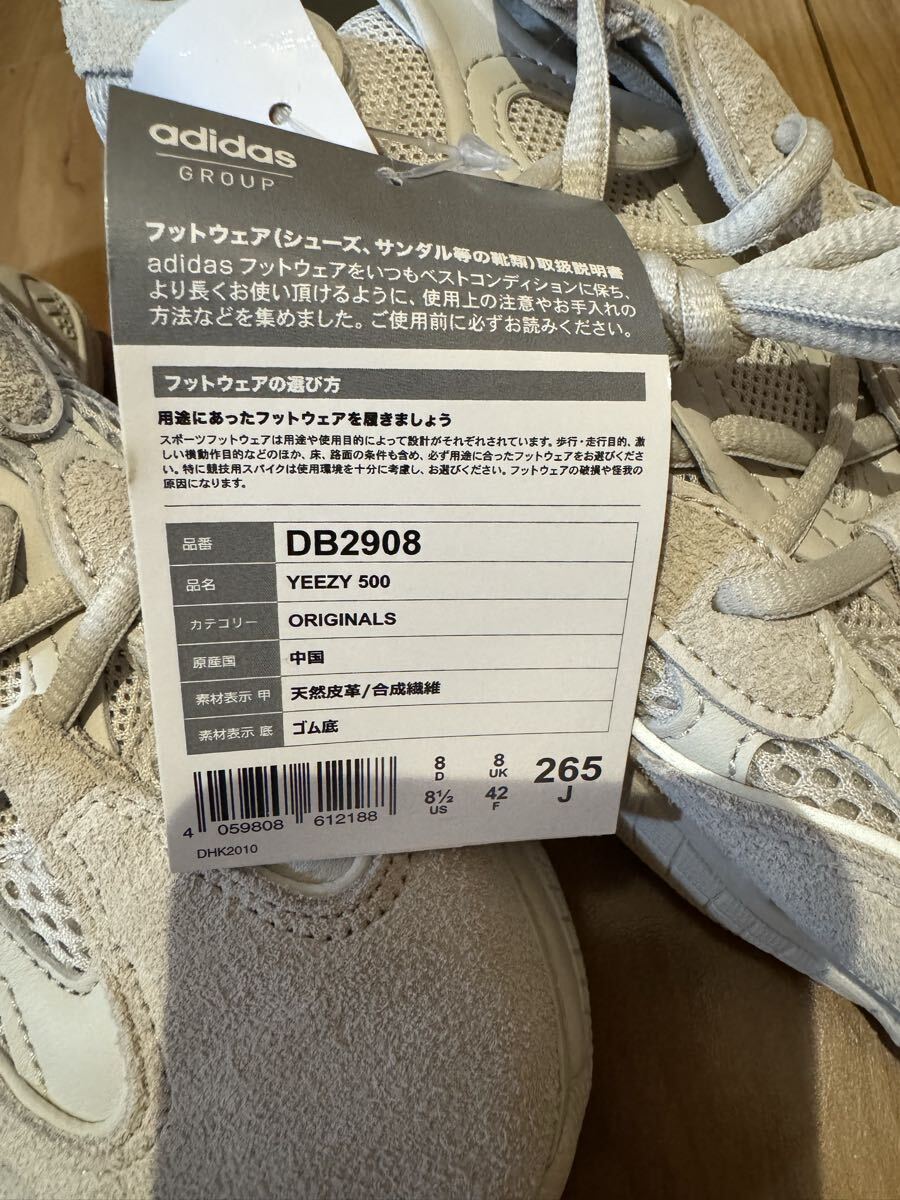 adidas
GROUP
フットウェア(シューズ、サンダル等の靴類)取扱説明書
adidas フットウェアをいつもベストコンディションに保ち、
より長くお使い頂けるように、使用上の注意やお手入れの
方法などを集めました。ご使用前に必ずお読みください。
フットウェアの選び方
用途にあったフットウェアを履きましょう
スポーツフットウェアは用途や使用目的によって設計がそれぞれされています。歩行・走行目的、激
しい横動作目的などのほか、床、路面の条件も含め、必ず用途に合ったフットウェアをお選びくださ
い。特に競技用スパイクは使用環境を十分に考慮し、お選びください。フットウェアの破損や怪我の
原因になります。
品番 DB2908
品名 YEEZY 500
カテゴリー ORIGINALS
原産国 中国
素材表示 甲 天然皮革/合成繊維
素材表示 底 ゴム底
8 8 265
D UK J
8½ 42
US F
4 059808 612188
DHK2010